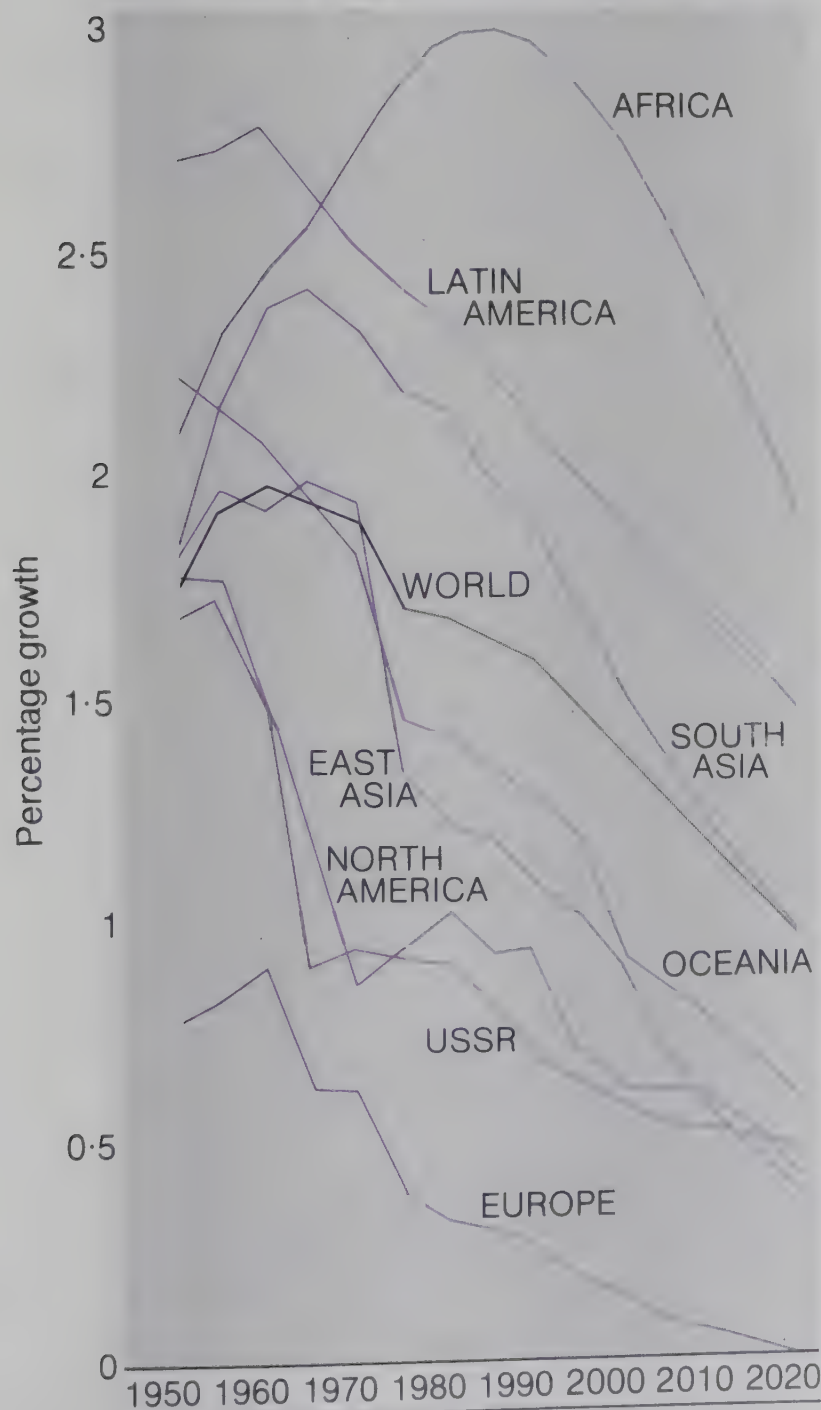 3
AFRICA
2·5
LATIN
AMERICA
2
WORLD
Percentage growth
1·5
SOUTH
ASIA
EAST
ASIA
NORTH
AMERICA
1
OCEANIA
USSR
0·5
EUROPE
0
1950 1960 1970 1980 1990 2000 2010 2020